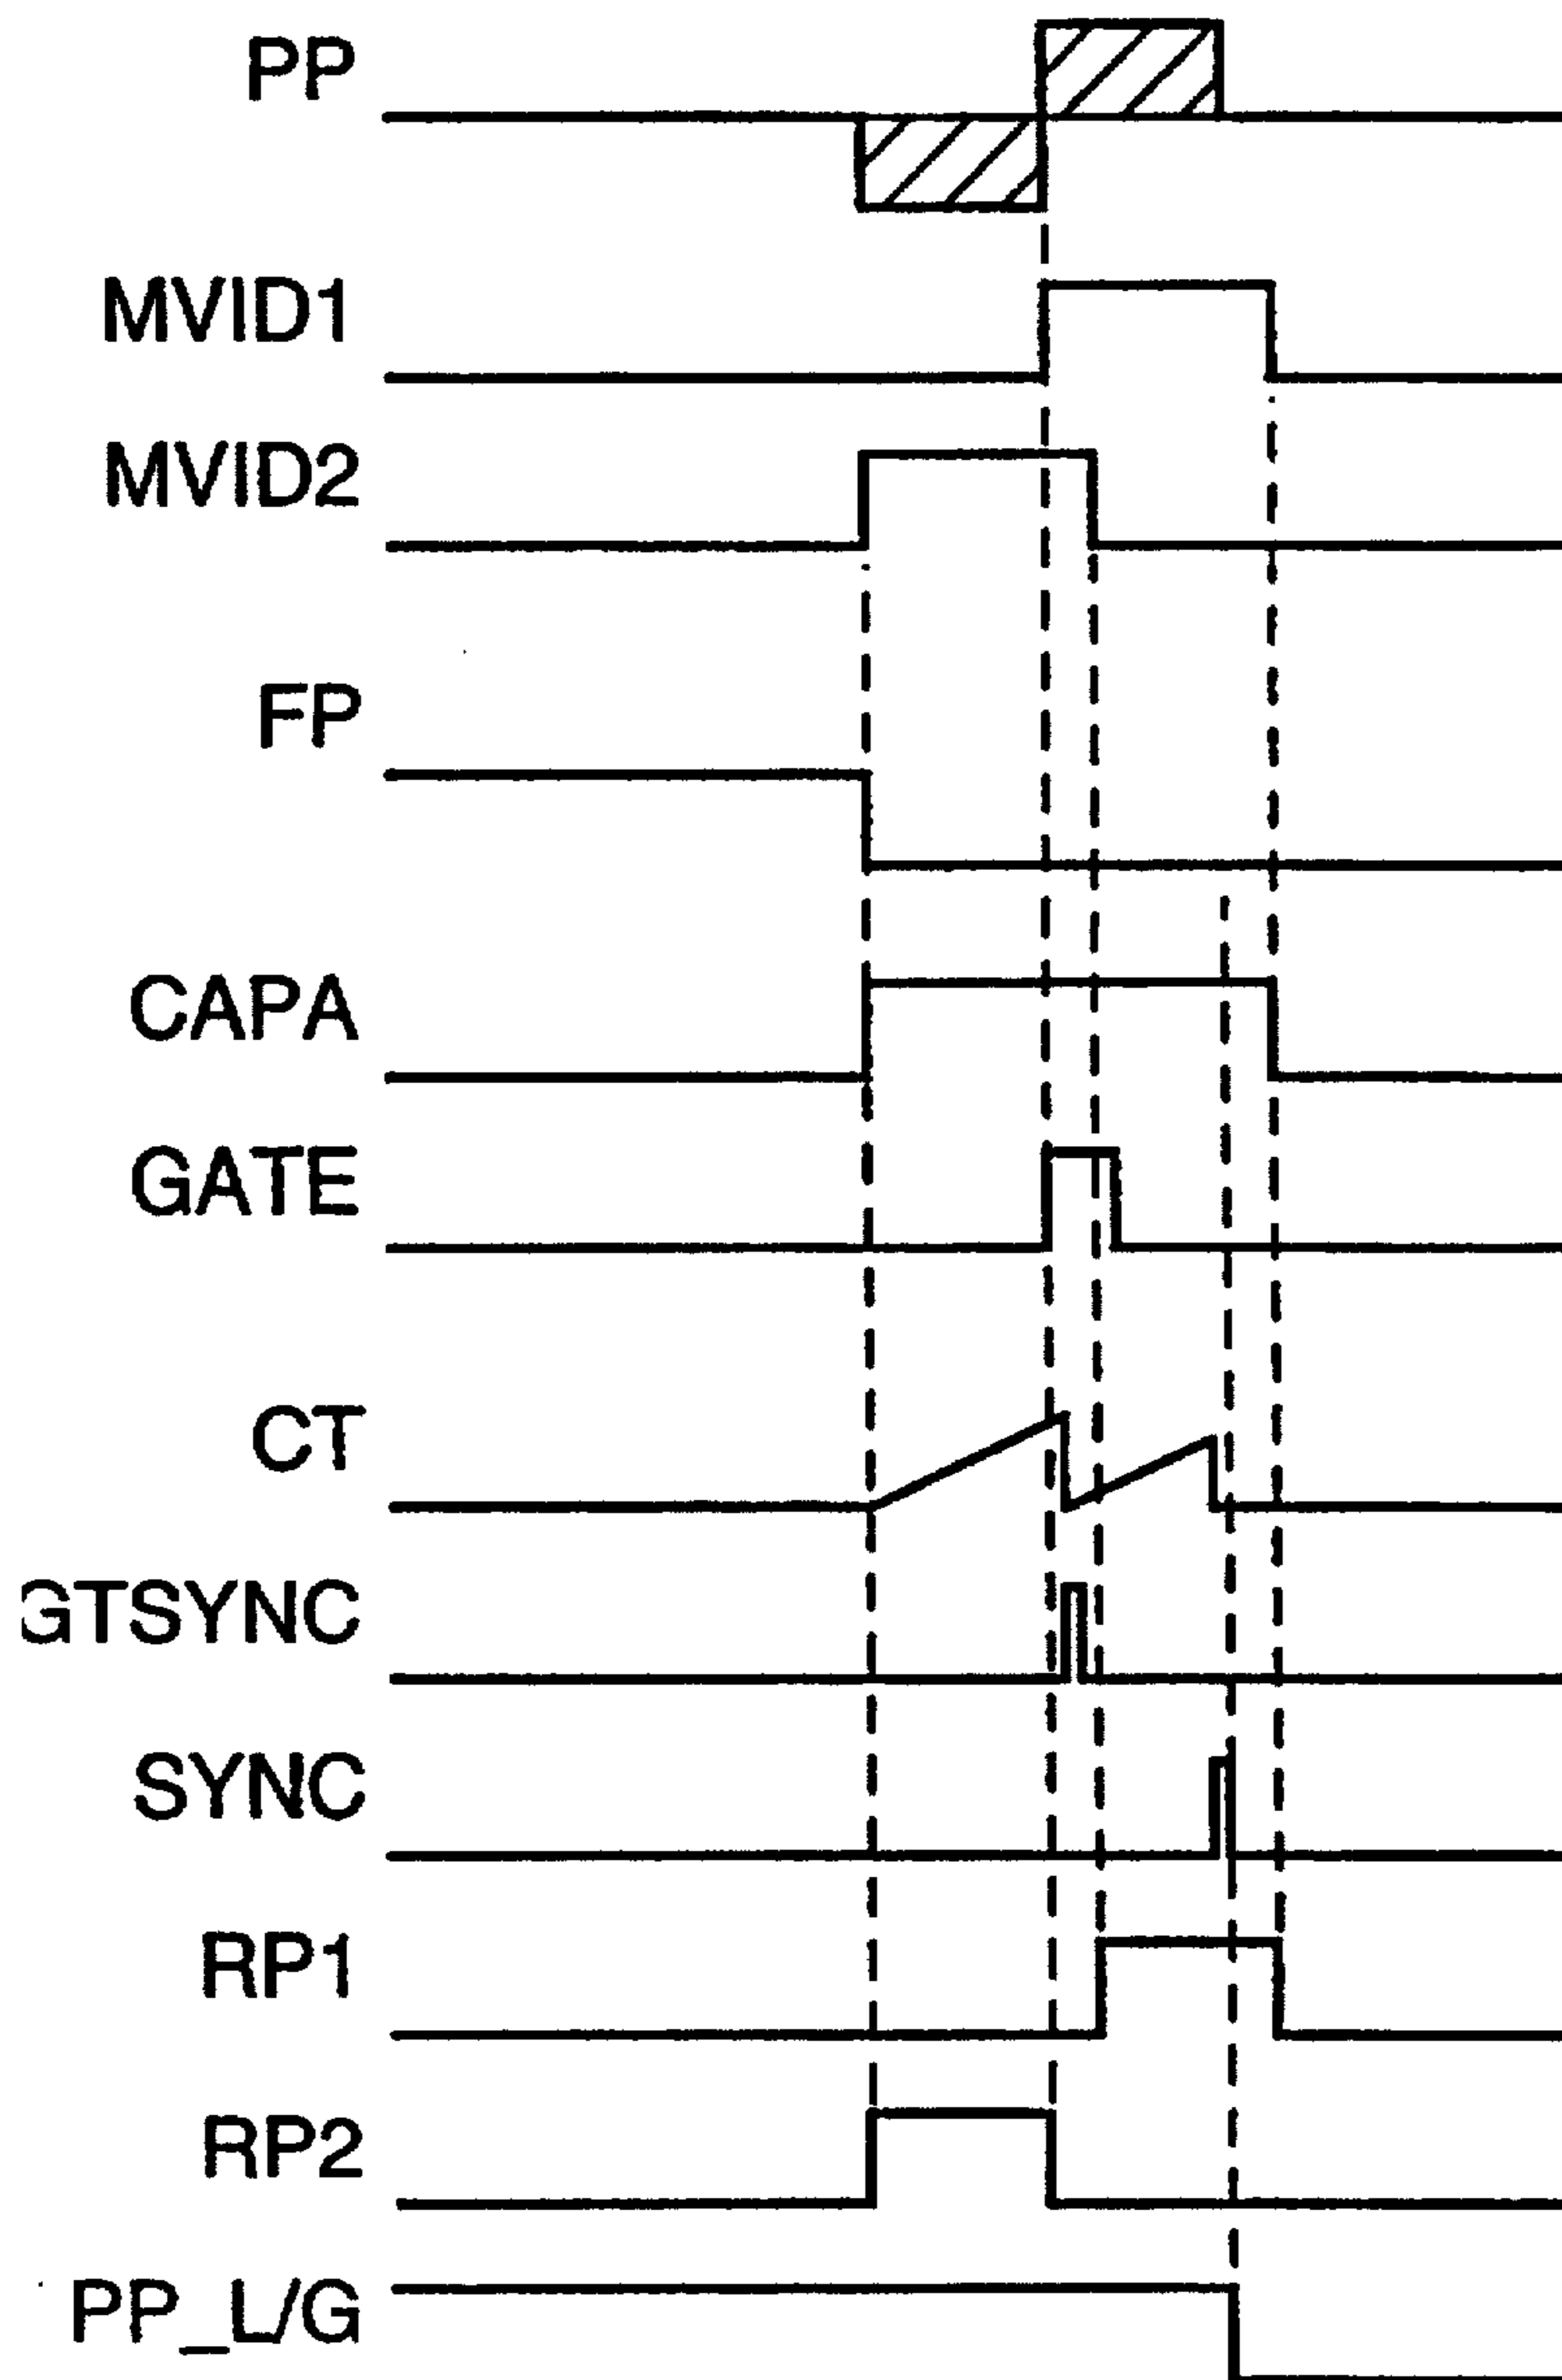 PP
MVID1
MVID2
FP
CAPA
GATE
CT
GTSYNC
SYNC
RP1
RP2
PP_L/G